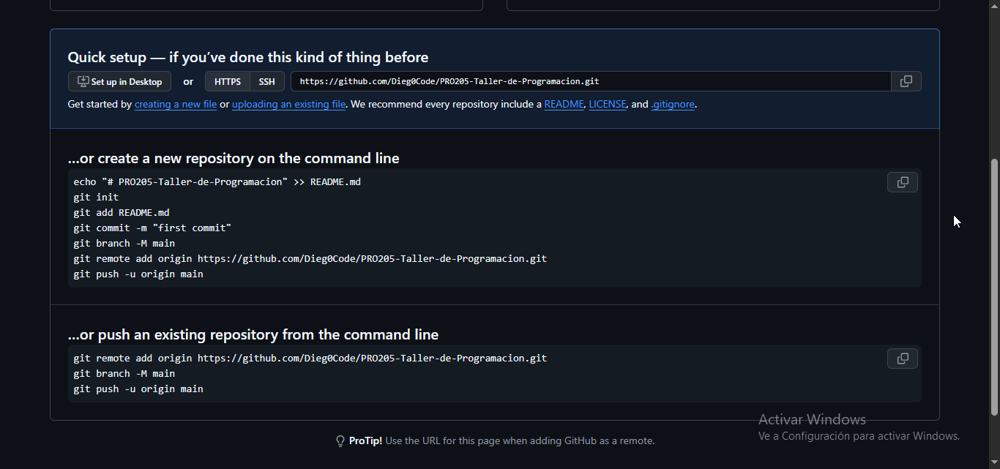 Quick setup — if you've done this kind of thing before
Set up in Desktop or HTTPS SSH https://github.com/Dieg0Code/PRO205-Taller-de-Programacion.git
Get started by creating a new file or uploading an existing file. We recommend every repository include a README, LICENSE, and .gitignore.
…or create a new repository on the command line
echo "# PRO205-Taller-de-Programacion" >> README.md
git init
git add README.md
git commit -m "first commit"
git branch -M main
git remote add origin https://github.com/Dieg0Code/PRO205-Taller-de-Programacion.git
git push -u origin main
…or push an existing repository from the command line
git remote add origin https://github.com/Dieg0Code/PRO205-Taller-de-Programacion.git
git branch -M main
git push -u origin main
Activar Windows
Ve a Configuración para activar Windows.
ProTip! Use the URL for this page when adding GitHub as a remote.